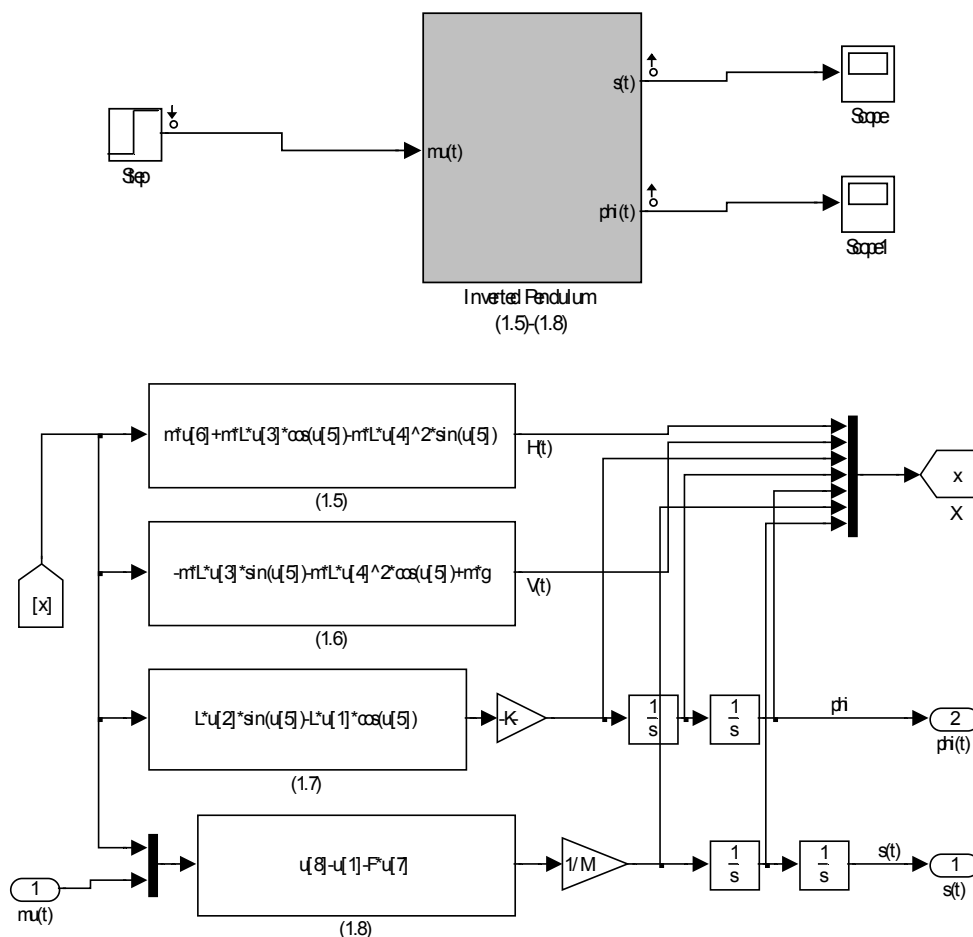 s(t)
Scope
mu(t)
Step
phi(t)
Scope1
Inverted Pendulum
(1.5)-(1.8)
m*u[6]+m*L*u[3]*cos(u[5])-m*L*u[4]^2*sin(u[5])
H(t)
(1.5)
x
X
-m*L*u[3]*sin(u[5])-m*L*u[4]^2*cos(u[5])+m*g
V(t)
(1.6)
[x]
L*u[2]*sin(u[5])-L*u[1]*cos(u[5])
-K-
1
s
1
s
phi
2
phi(t)
(1.7)
u[8]-u[1]-F*u[7]
1/M
1
s
1
s
s(t)
1
s(t)
1
mu(t)
(1.8)